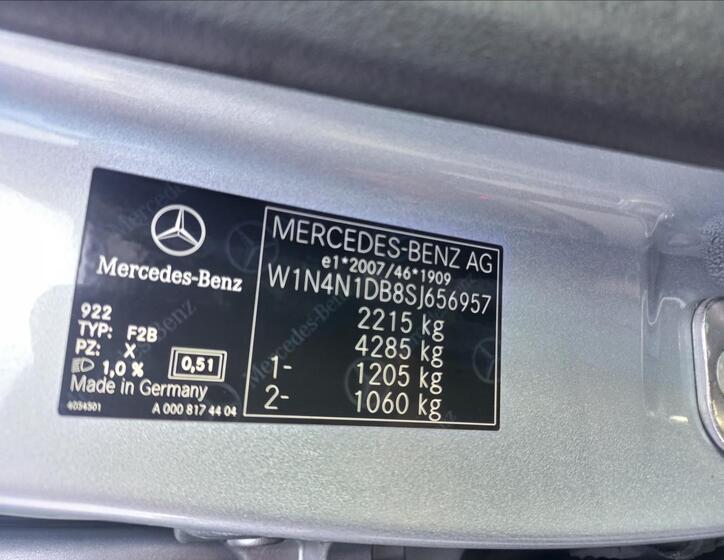 Mercedes-Benz
922
TYP: F2B
PZ: X
1,0 %
0,51
Made in Germany
4034301
A 000 817 44 04
MERCEDES-BENZ AG
e1*2007/46*1909
W1N4N1DB8SJ656957
2215 kg
4285 kg
1- 1205 kg
2- 1060 kg